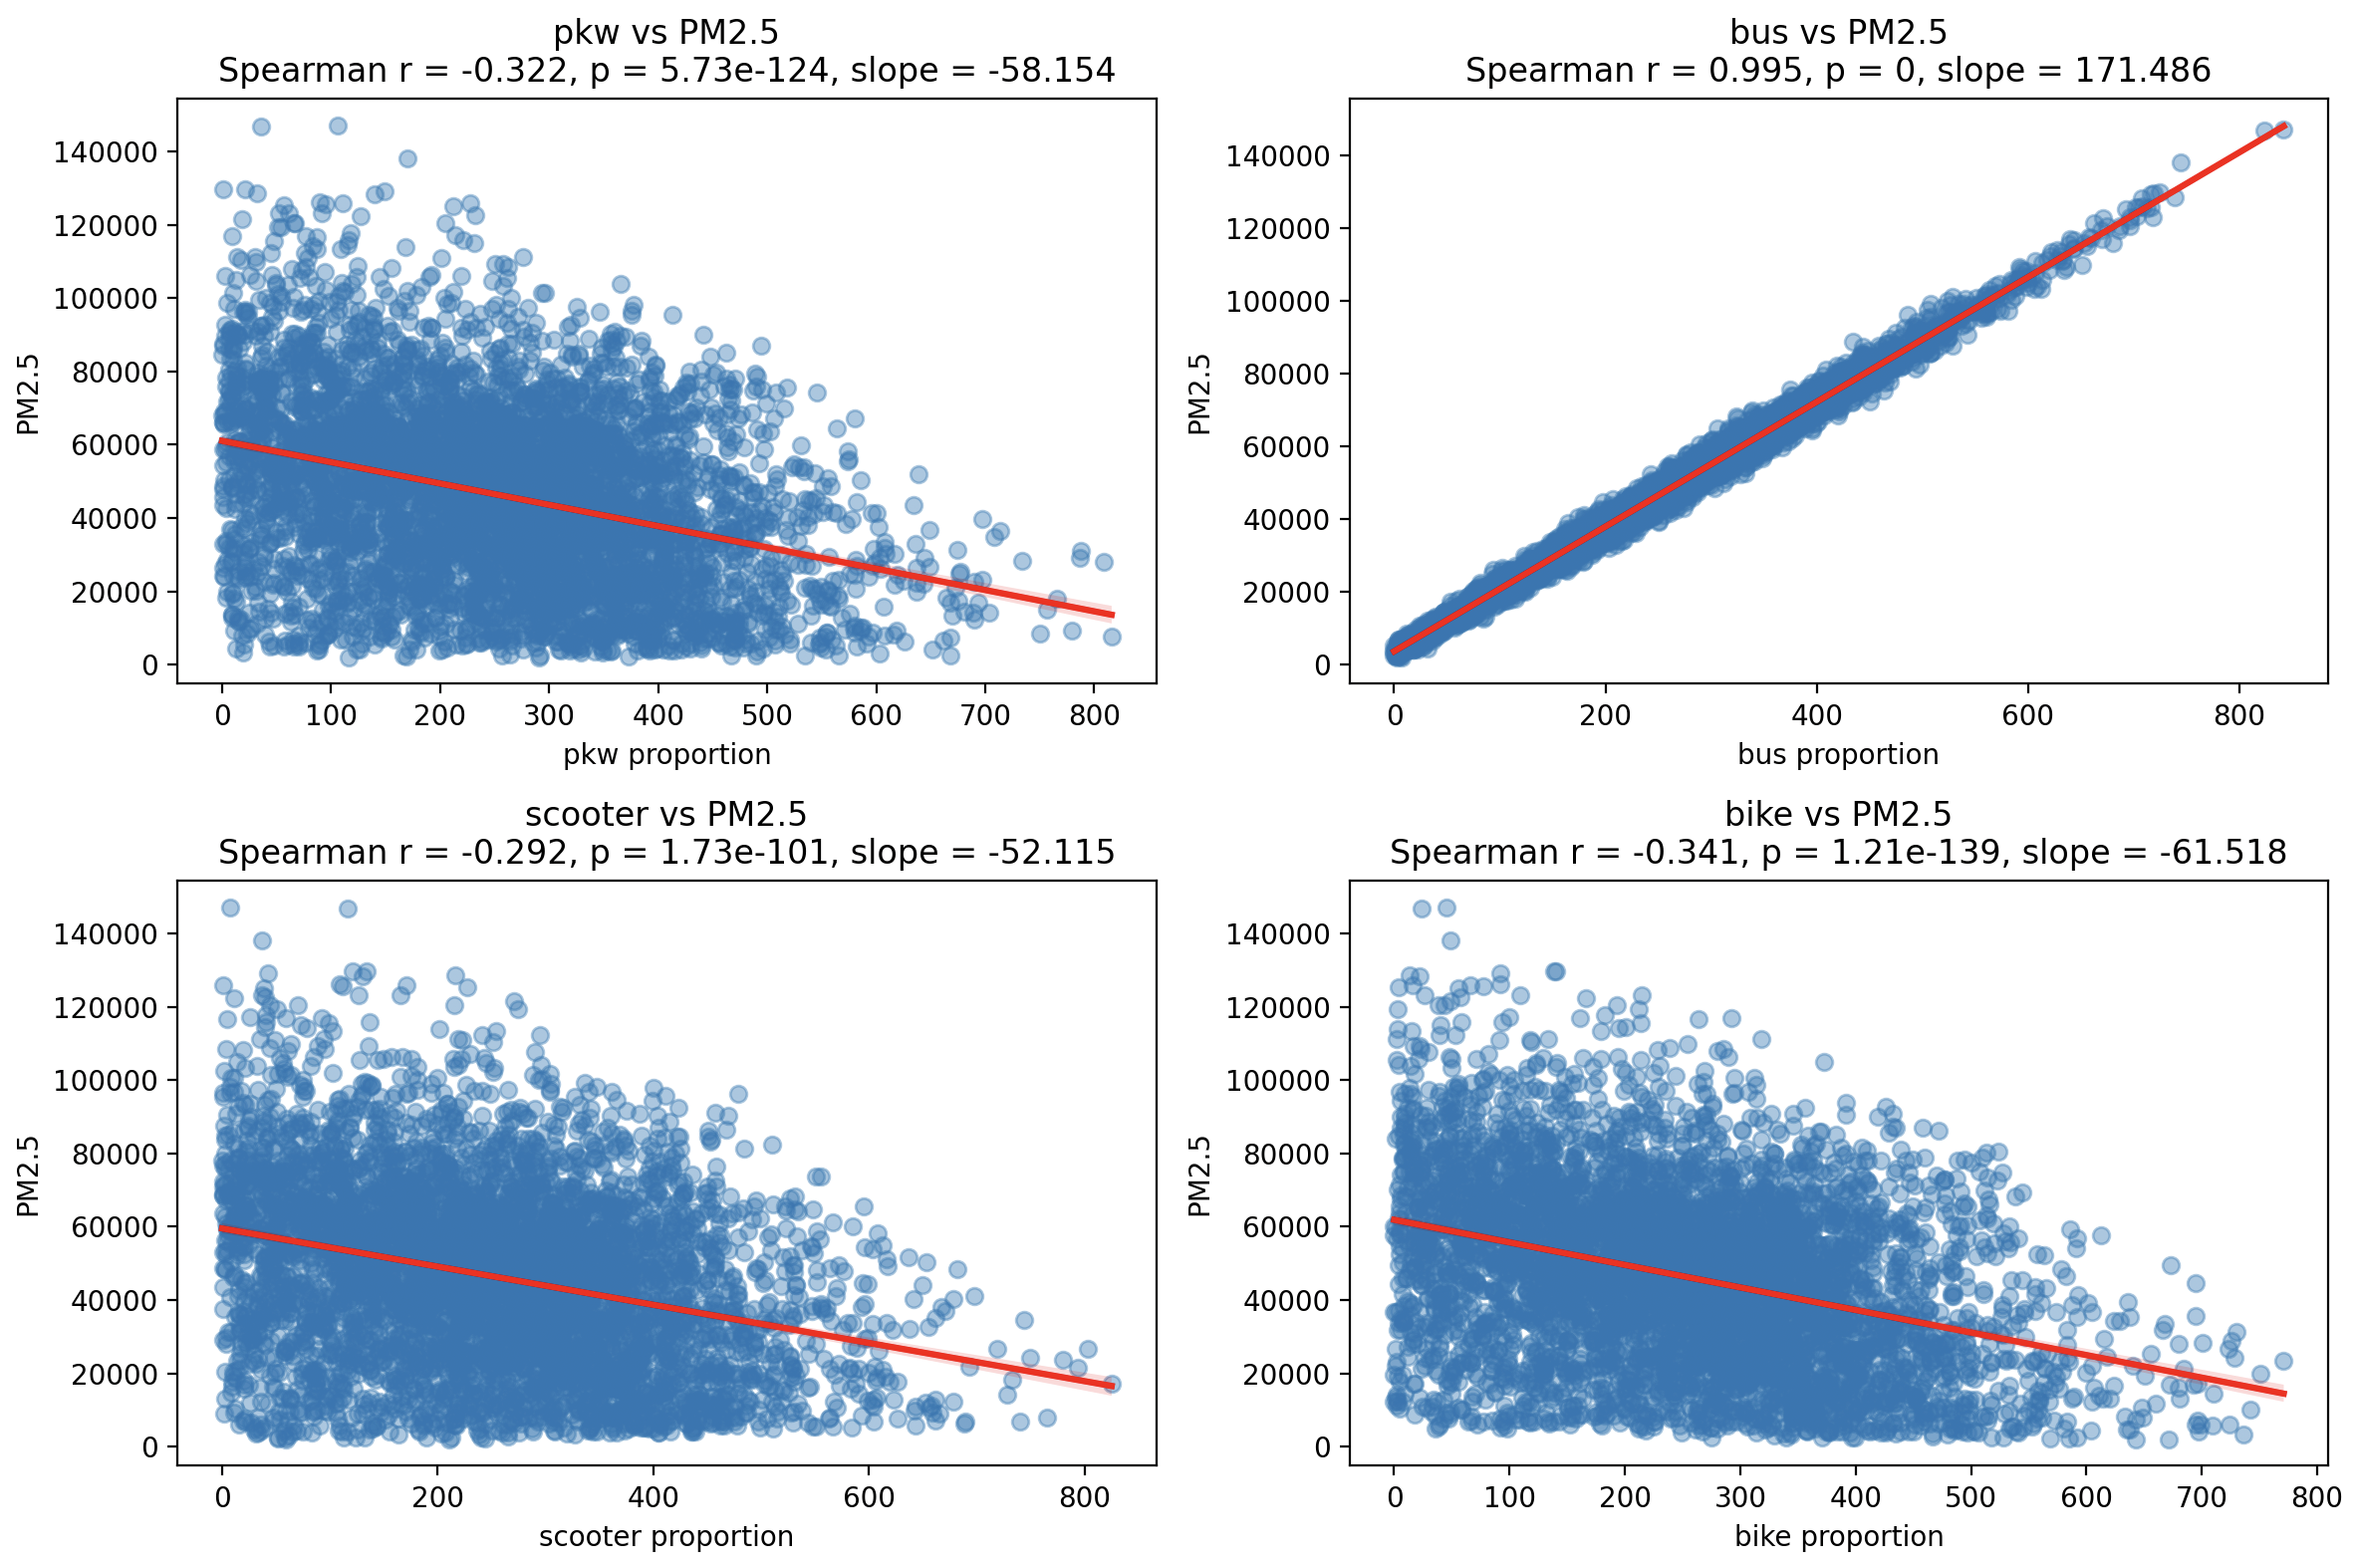 pkw vs PM2.5
Spearman r = -0.322, p = 5.73e-124, slope = -58.154
140000
120000
100000
80000
60000
40000
20000
0
PM2.5
0 100 200 300 400 500 600 700 800
pkw proportion
bus vs PM2.5
Spearman r = 0.995, p = 0, slope = 171.486
140000
120000
100000
80000
60000
40000
20000
0
PM2.5
0 200 400 600 800
bus proportion
scooter vs PM2.5
Spearman r = -0.292, p = 1.73e-101, slope = -52.115
140000
120000
100000
80000
60000
40000
20000
0
PM2.5
0 200 400 600 800
scooter proportion
bike vs PM2.5
Spearman r = -0.341, p = 1.21e-139, slope = -61.518
140000
120000
100000
80000
60000
40000
20000
0
PM2.5
0 100 200 300 400 500 600 700 800
bike proportion